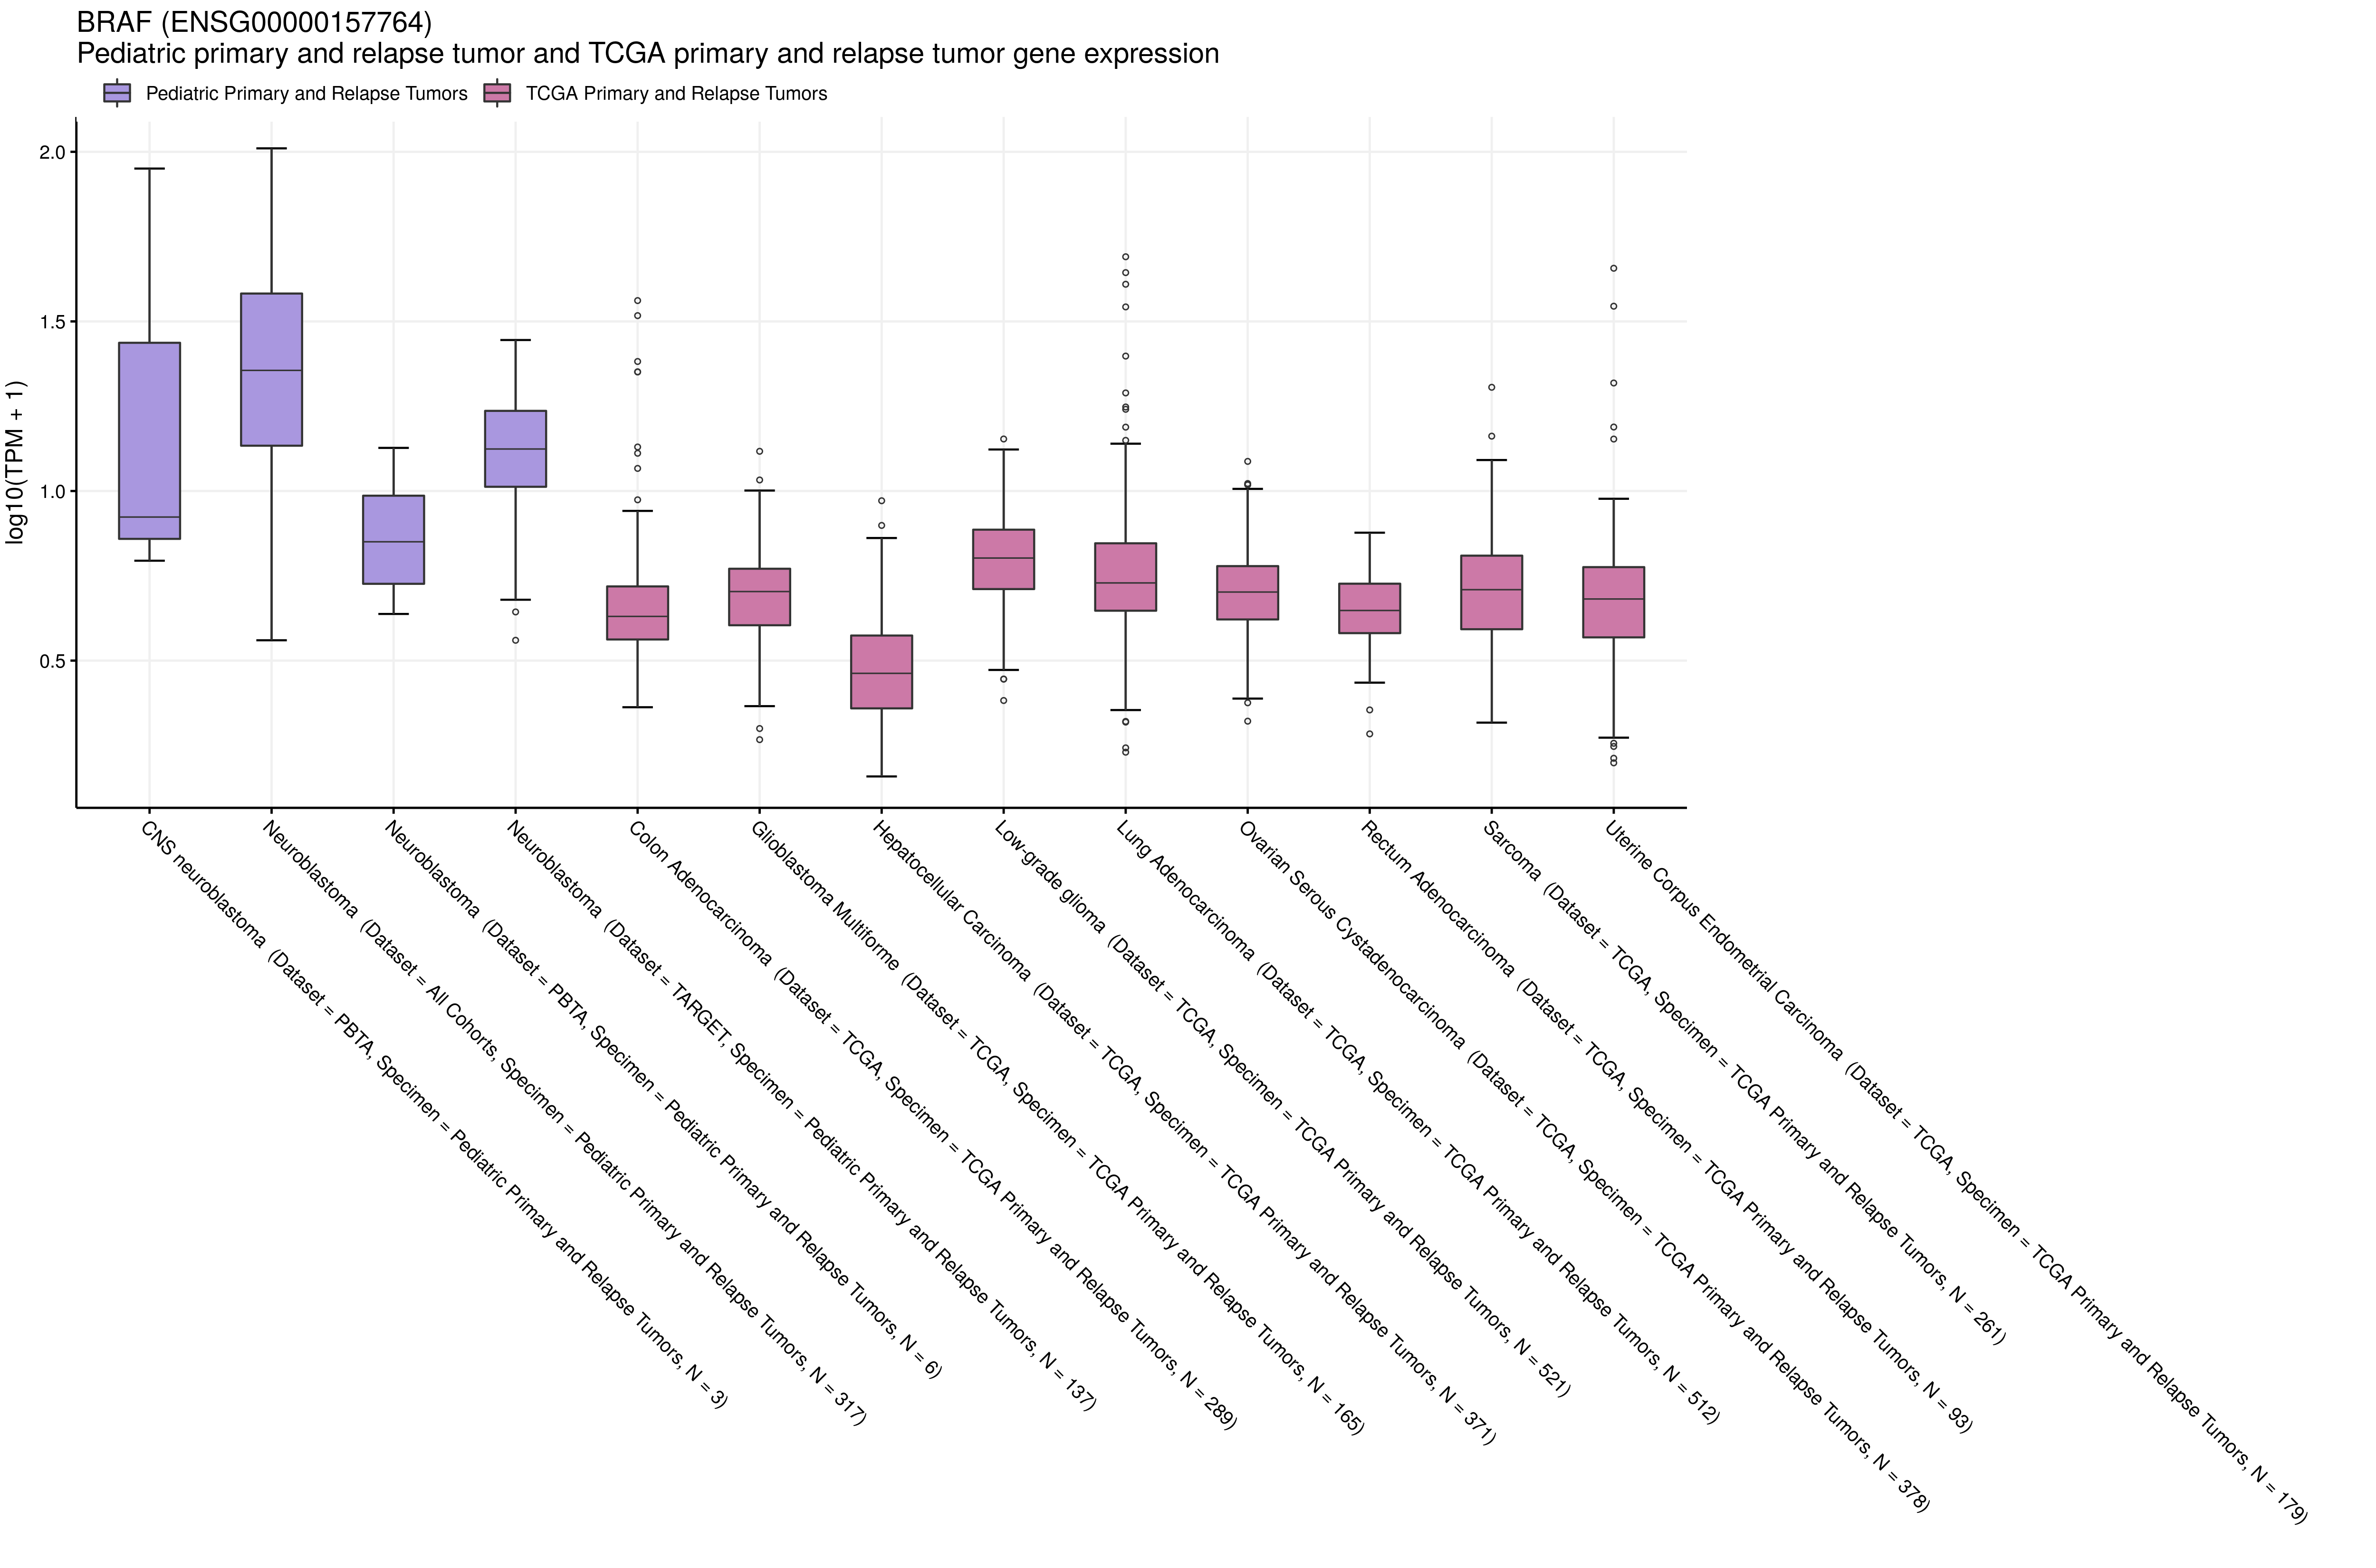 BRAF (ENSG00000157764)
Pediatric primary and relapse tumor and TCGA primary and relapse tumor gene expression
Pediatric Primary and Relapse Tumors
TCGA Primary and Relapse Tumors
log10(TPM + 1)
2.0
1.5
1.0
0.5
CNS neuroblastoma (Dataset = PBTA, Specimen = Pediatric Primary and Relapse Tumors, N = 3)
Neuroblastoma (Dataset = All Cohorts, Specimen = Pediatric Primary and Relapse Tumors, N = 317)
Neuroblastoma (Dataset = PBTA, Specimen = Pediatric Primary and Relapse Tumors, N = 6)
Neuroblastoma (Dataset = TARGET, Specimen = Pediatric Primary and Relapse Tumors, N = 137)
Colon Adenocarcinoma (Dataset = TCGA, Specimen = TCGA Primary and Relapse Tumors, N = 289)
Glioblastoma Multiforme (Dataset = TCGA, Specimen = TCGA Primary and Relapse Tumors, N = 165)
Hepatocellular Carcinoma (Dataset = TCGA, Specimen = TCGA Primary and Relapse Tumors, N = 371)
Low-grade glioma (Dataset = TCGA, Specimen = TCGA Primary and Relapse Tumors, N = 521)
Lung Adenocarcinoma (Dataset = TCGA, Specimen = TCGA Primary and Relapse Tumors, N = 512)
Ovarian Serous Cystadenocarcinoma (Dataset = TCGA, Specimen = TCGA Primary and Relapse Tumors, N = 378)
Rectum Adenocarcinoma (Dataset = TCGA, Specimen = TCGA Primary and Relapse Tumors, N = 93)
Sarcoma (Dataset = TCGA, Specimen = TCGA Primary and Relapse Tumors, N = 261)
Uterine Corpus Endometrial Carcinoma (Dataset = TCGA, Specimen = TCGA Primary and Relapse Tumors, N = 179)